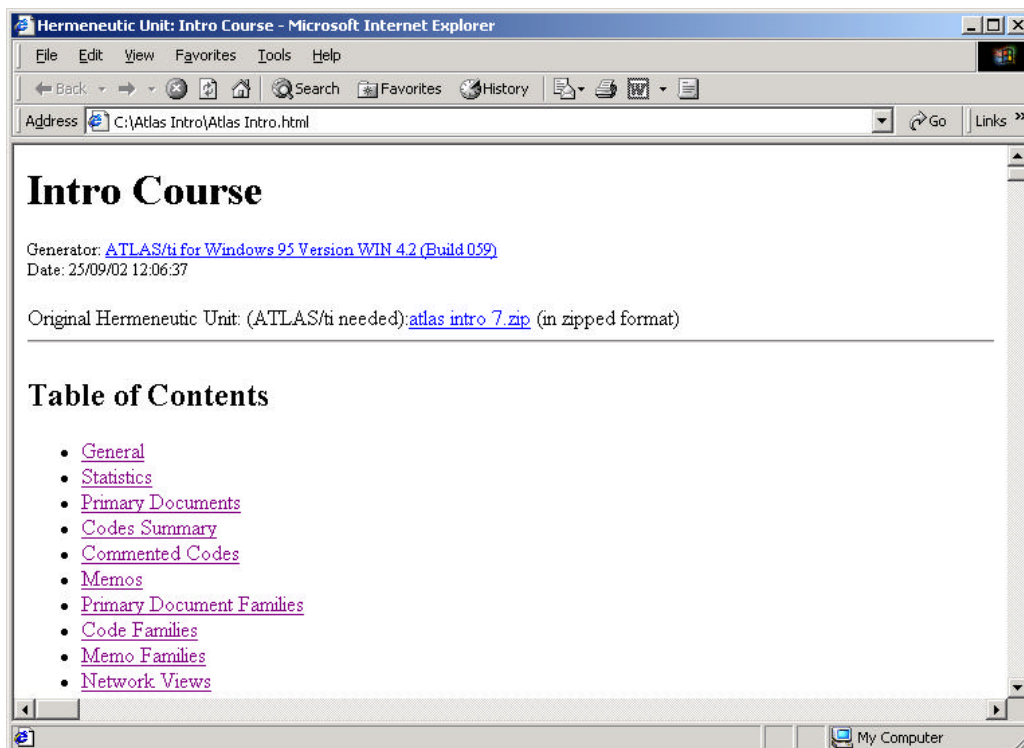 Hermeneutic Unit: Intro Course - Microsoft Internet Explorer
File Edit View Favorites Tools Help
Back Search Favorites History
Address C:\Atlas Intro\Atlas Intro.html Go Links »
Intro Course
Generator: ATLAS/ti for Windows 95 Version WIN 4.2 (Build 059)
Date: 25/09/02 12:06:37
Original Hermeneutic Unit: (ATLAS/ti needed):atlas intro 7.zip (in zipped format)
Table of Contents
• General
• Statistics
• Primary Documents
• Codes Summary
• Commented Codes
• Memos
• Primary Document Families
• Code Families
• Memo Families
• Network Views
My Computer